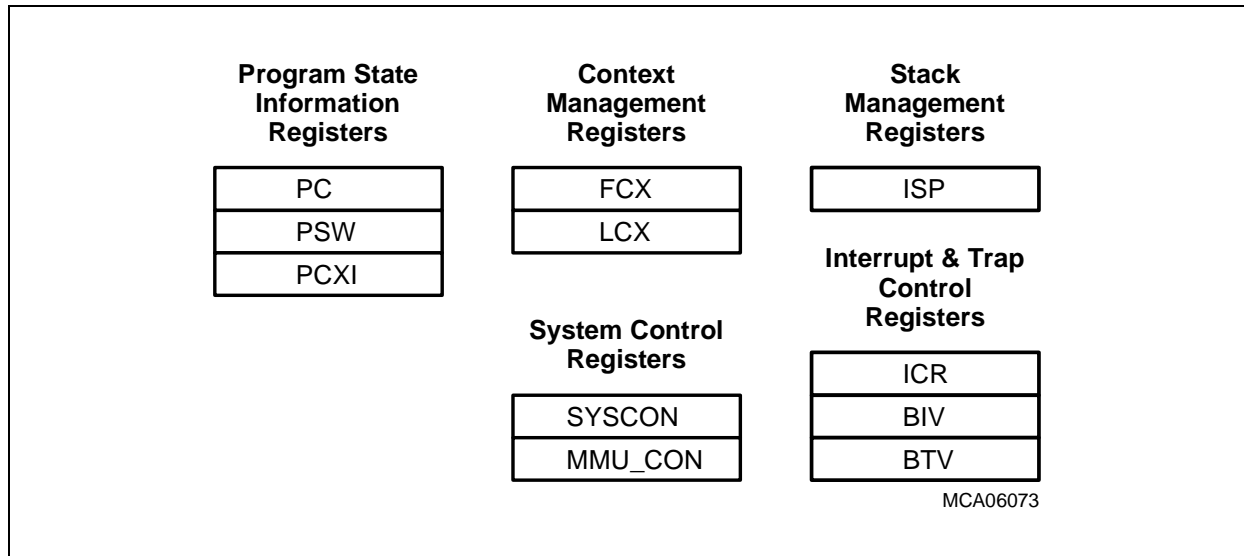 Program State
Information
Registers
PC
PSW
PCXI
Context
Management
Registers
FCX
LCX
System Control
Registers
SYSCON
MMU_CON
Stack
Management
Registers
ISP
Interrupt & Trap
Control
Registers
ICR
BIV
BTV
MCA06073